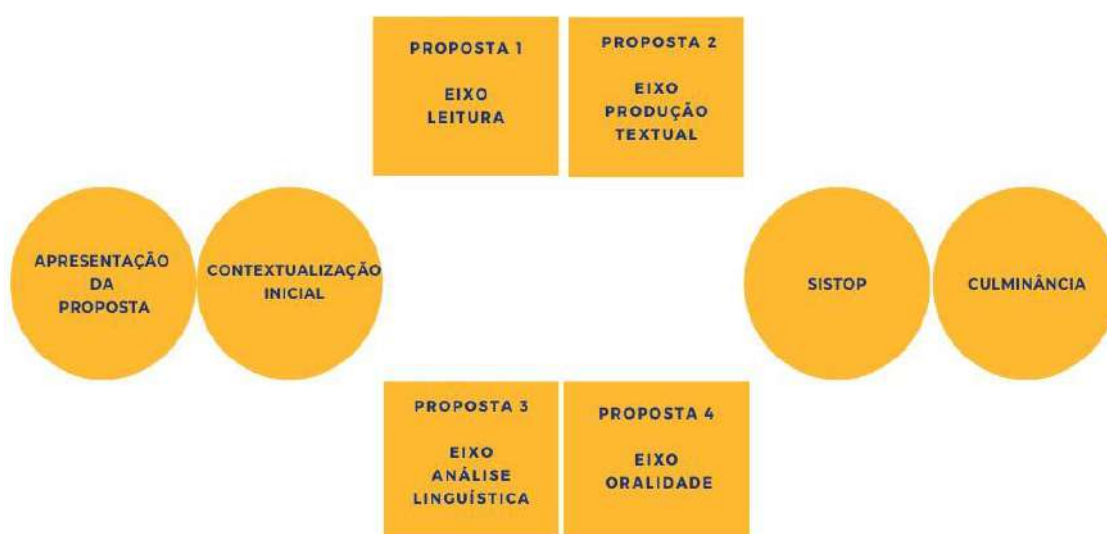 PROPOSTA 1
EIXO
LEITURA
PROPOSTA 2
EIXO
PRODUÇÃO
TEXTUAL
APRESENTAÇÃO
DA
PROPOSTA
CONTEXTUALIZAÇÃO
INICIAL
SISTOP
CULMINÂNCIA
PROPOSTA 3
EIXO
ANÁLISE
LINGUÍSTICA
PROPOSTA 4
EIXO
ORALIDADE